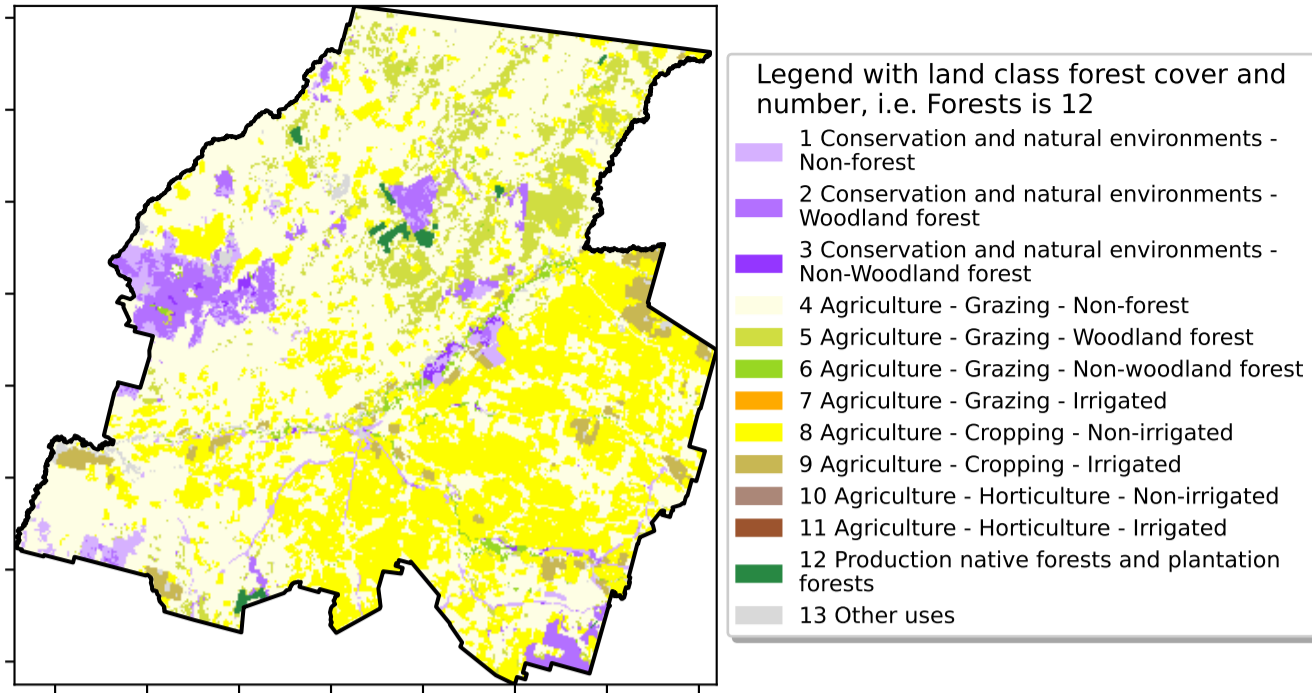 Legend with land class forest cover and
number, i.e. Forests is 12
1 Conservation and natural environments -
Non-forest
2 Conservation and natural environments -
Woodland forest
3 Conservation and natural environments -
Non-Woodland forest
4 Agriculture - Grazing - Non-forest
5 Agriculture - Grazing - Woodland forest
6 Agriculture - Grazing - Non-woodland forest
7 Agriculture - Grazing - Irrigated
8 Agriculture - Cropping - Non-irrigated
9 Agriculture - Cropping - Irrigated
10 Agriculture - Horticulture - Non-irrigated
11 Agriculture - Horticulture - Irrigated
12 Production native forests and plantation
forests
13 Other uses